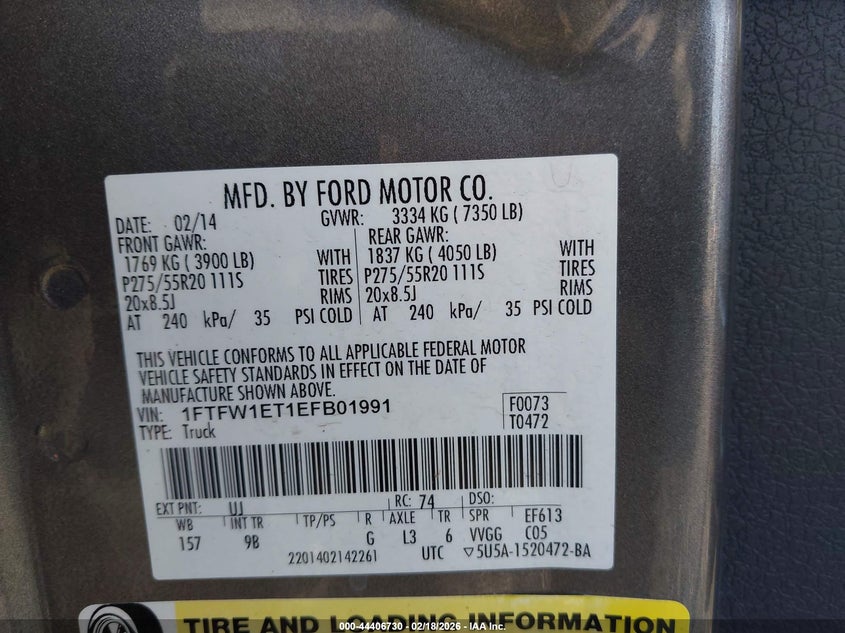 MFD. BY FORD MOTOR CO.
DATE: 02/14 GVWR: 3334 KG ( 7350 LB)
FRONT GAWR: REAR GAWR:
1769 KG ( 3900 LB) WITH 1837 KG ( 4050 LB) WITH
P275/55R20 111S TIRES P275/55R20 111S TIRES
20x8.5J RIMS 20x8.5J RIMS
AT 240 kPa/ 35 PSI COLD AT 240 kPa/ 35 PSI COLD
THIS VEHICLE CONFORMS TO ALL APPLICABLE FEDERAL MOTOR
VEHICLE SAFETY STANDARDS IN EFFECT ON THE DATE OF
MANUFACTURE SHOWN ABOVE.
VIN: 1FTFW1ET1EFB01991 F0073
TYPE: Truck T0472
EXT PNT: UJ RC: 74 DSO:
WB INT TR TP/PS R AXLE TR SPR EF613
157 9B G L3 6 VVGG C05
2201402142261 UTC ▽5U5A-1520472-BA
TIRE AND LOADING INFORMATION
000-44406730 - 02/18/2026 - IAA Inc.